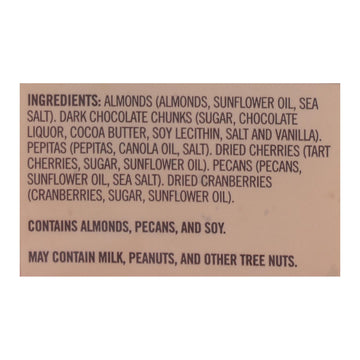 INGREDIENTS: ALMONDS (ALMONDS, SUNFLOWER OIL, SEA
SALT). DARK CHOCOLATE CHUNKS (SUGAR, CHOCOLATE
LIQUOR, COCOA BUTTER, SOY LECITHIN, SALT AND VANILLA).
PEPITAS (PEPITAS, CANOLA OIL, SALT). DRIED CHERRIES (TART
CHERRIES, SUGAR, SUNFLOWER OIL). PECANS (PECANS,
SUNFLOWER OIL, SEA SALT). DRIED CRANBERRIES
(CRANBERRIES, SUGAR, SUNFLOWER OIL).
CONTAINS ALMONDS, PECANS, AND SOY.
MAY CONTAIN MILK, PEANUTS, AND OTHER TREE NUTS.